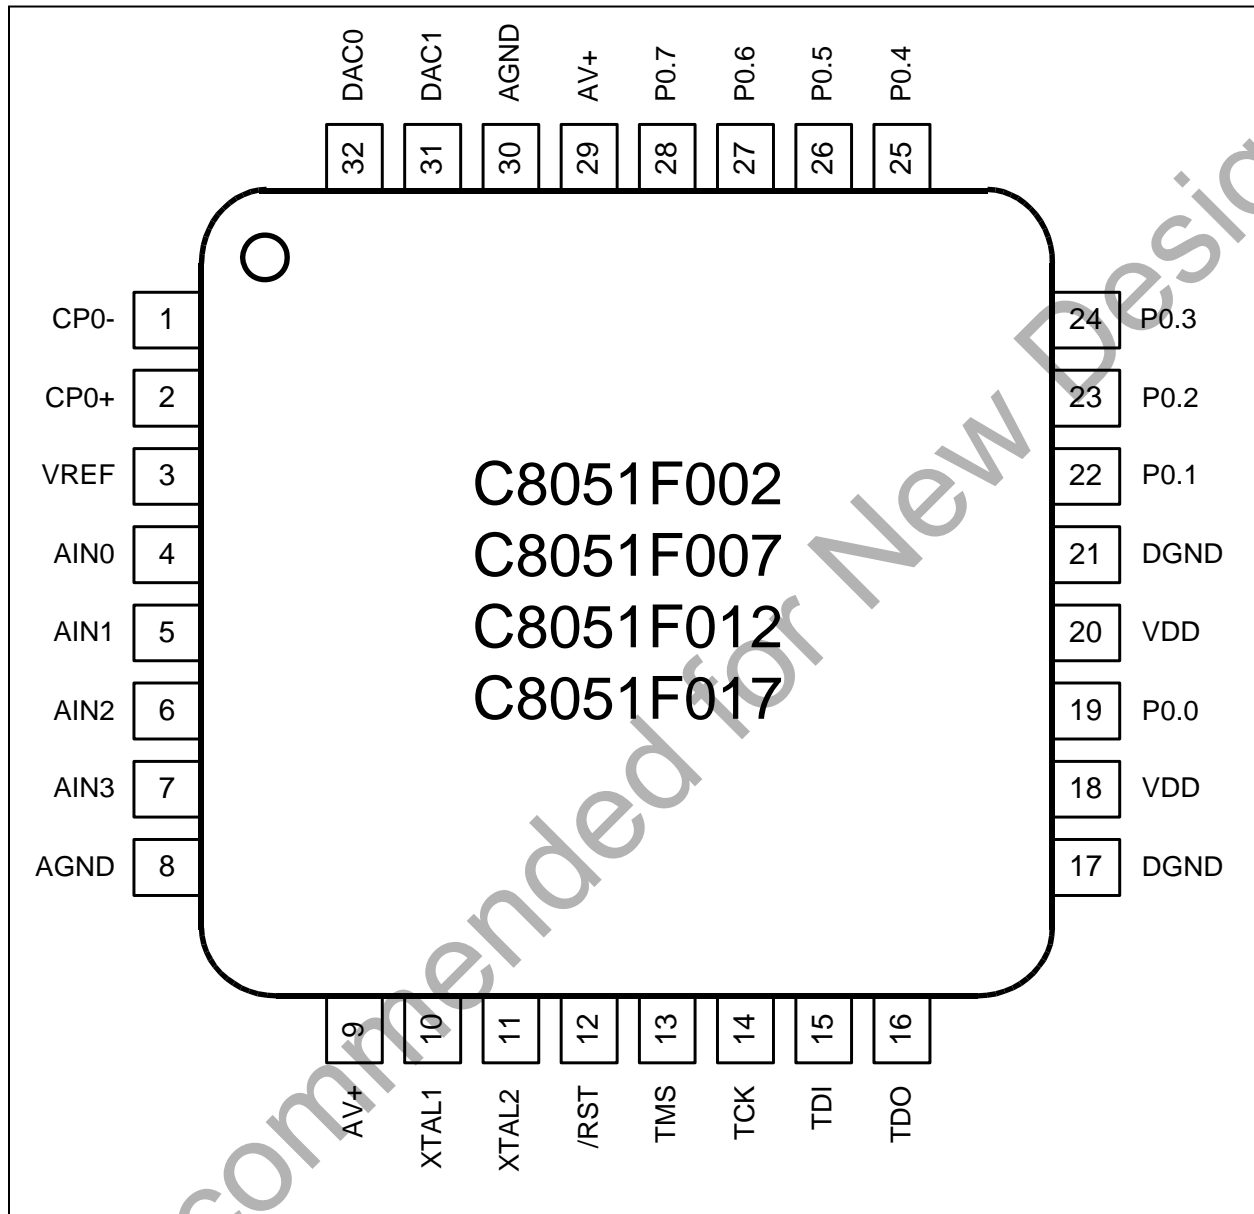 DAC0
DAC1
AGND
AV+
P0.7
P0.6
P0.5
P0.4
32
31
30
29
28
27
26
25
CP0- 1
CP0+ 2
VREF 3
AIN0 4
AIN1 5
AIN2 6
AIN3 7
AGND 8
C8051F002
C8051F007
C8051F012
C8051F017
24 P0.3
23 P0.2
22 P0.1
21 DGND
20 VDD
19 P0.0
18 VDD
17 DGND
9
10
11
12
13
14
15
16
AV+
XTAL1
XTAL2
/RST
TMS
TCK
TDI
TDO
commended for New Desig